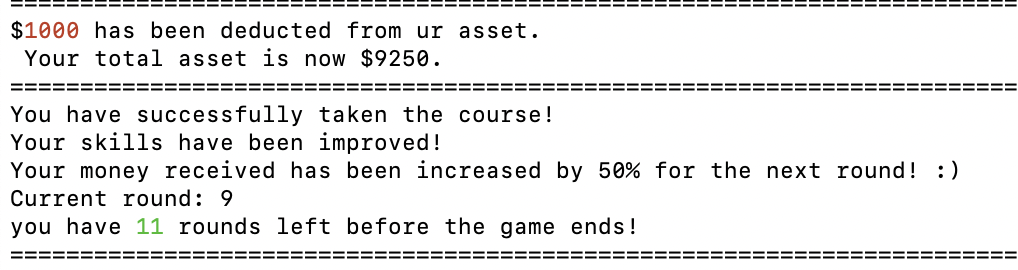 ========================================================================
$1000 has been deducted from ur asset.
 Your total asset is now $9250.
========================================================================
You have successfully taken the course!
Your skills have been improved!
Your money received has been increased by 50% for the next round! :)
Current round: 9
you have 11 rounds left before the game ends!
========================================================================